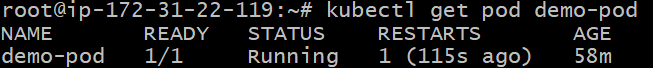 root@ip-172-31-22-119:~# kubectl get pod demo-pod
NAME READY STATUS RESTARTS AGE
demo-pod 1/1 Running 1 (115s ago) 58m